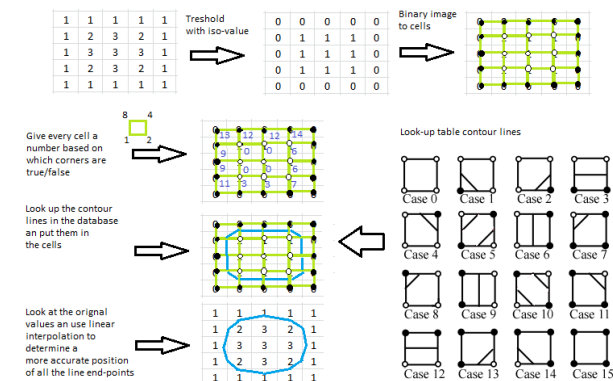 Treshold
with iso-value
Binary image
to cells
1 1 1 1 1
1 2 3 2 1
1 3 3 3 1
1 2 3 2 1
1 1 1 1 1
0 0 0 0 0
0 1 1 1 0
0 1 1 1 0
0 1 1 1 0
0 0 0 0 0
8 4
1 2
Give every cell a
number based on
which corners are
true/false
13 12 12 14
9 0 0 6
9 0 0 6
11 3 3 7
Look up the contour
lines in the database
an put them in
the cells
Look at the orignal
values an use linear
interpolation to
determine a
more accurate position
of all the line end-points
1 1 1 1 1
1 2 3 2 1
1 3 3 3 1
1 2 3 2 1
1 1 1 1 1
Look-up table contour lines
Case 0 Case 1 Case 2 Case 3
Case 4 Case 5 Case 6 Case 7
Case 8 Case 9 Case 10 Case 11
Case 12 Case 13 Case 14 Case 15